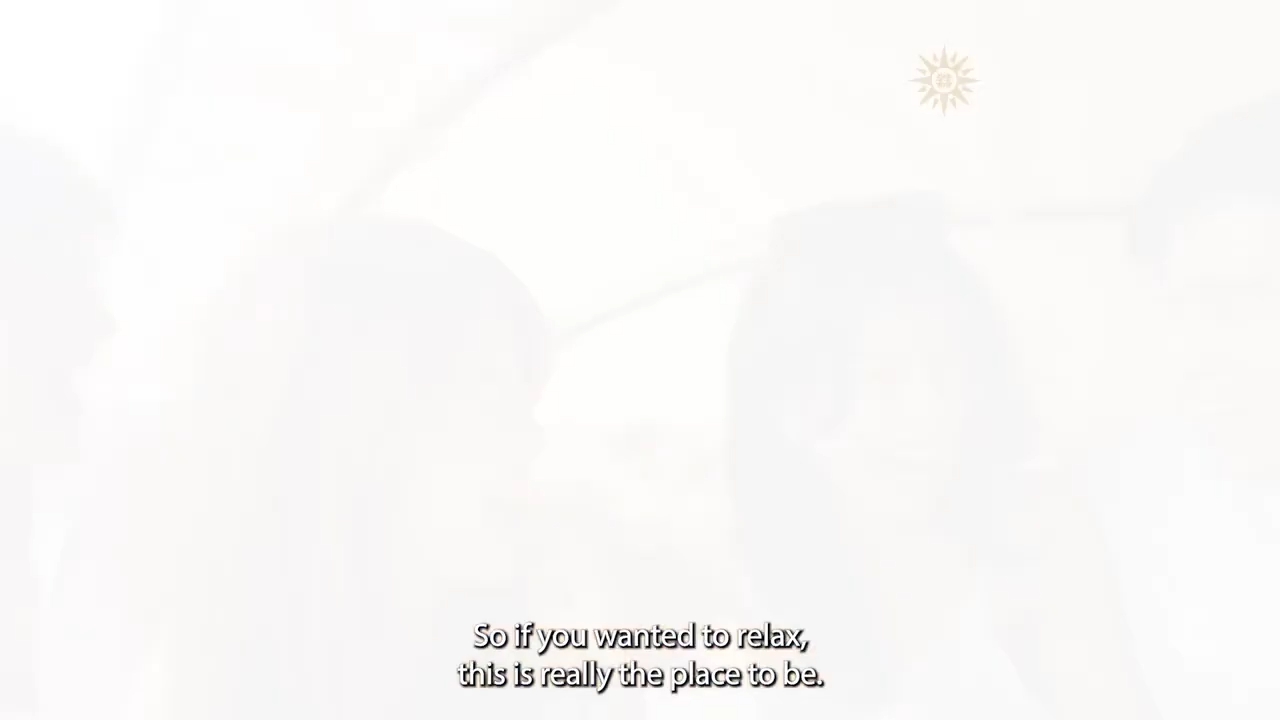 So if you wanted to relax,
this is really the place to be.